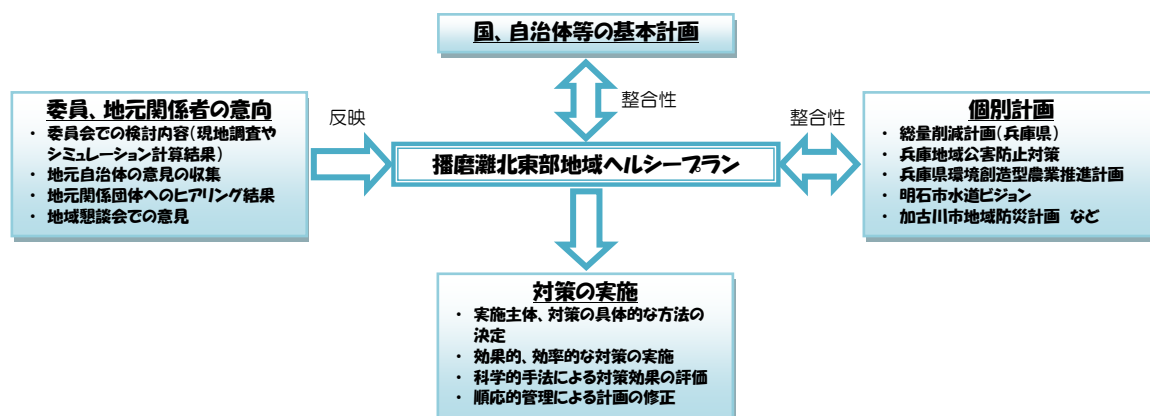 国、自治体等の基本計画
整合性
委員、地元関係者の意向
・ 委員会での検討内容(現地調査や
シミュレーション計算結果)
・ 地元自治体の意見の収集
・ 地元関係団体へのヒアリング結果
・ 地域懇談会での意見
反映
播磨灘北東部地域ヘルシープラン
整合性
個別計画
・ 総量削減計画(兵庫県)
・ 兵庫地域公害防止対策
・ 兵庫県環境創造型農業推進計画
・ 明石市水道ビジョン
・ 加古川市地域防災計画 など
対策の実施
・ 実施主体、対策の具体的な方法の
決定
・ 効果的、効率的な対策の実施
・ 科学的手法による対策効果の評価
・ 順応的管理による計画の修正